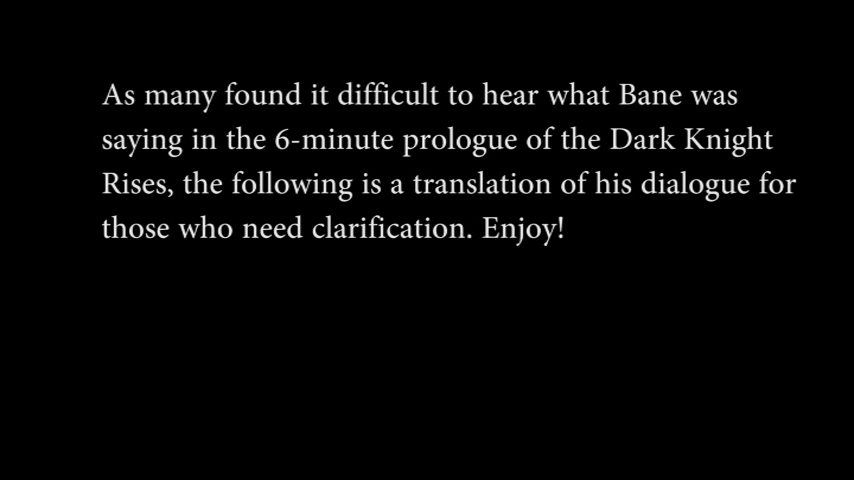 As many found it difficult to hear what Bane was
saying in the 6-minute prologue of the Dark Knight
Rises, the following is a translation of his dialogue for
those who need clarification. Enjoy!